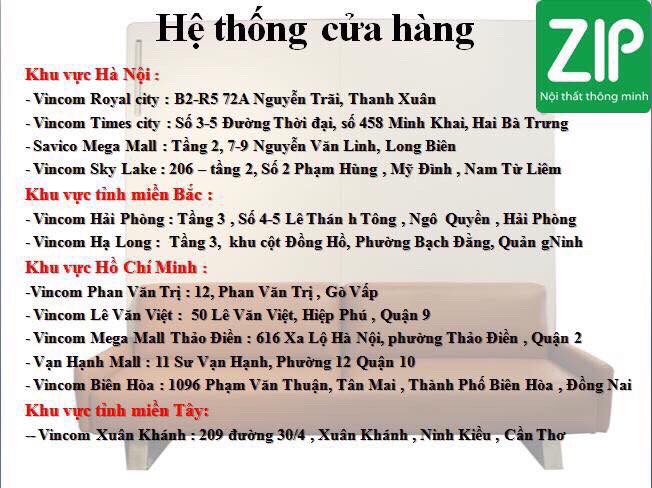 Hệ thống cửa hàng
ZIP
Nội thất thông minh
Khu vực Hà Nội :
- Vincom Royal city : B2-R5 72A Nguyễn Trãi, Thanh Xuân
- Vincom Times city : Số 3-5 Đường Thời đại, số 458 Minh Khai, Hai Bà Trưng
- Savico Mega Mall : Tầng 2, 7-9 Nguyễn Văn Linh, Long Biên
- Vincom Sky Lake : 206 – tầng 2, Số 2 Phạm Hùng , Mỹ Đình , Nam Từ Liêm
Khu vực tỉnh miền Bắc :
- Vincom Hải Phòng : Tầng 3 , Số 4-5 Lê Thán h Tông , Ngô Quyền , Hải Phòng
- Vincom Hạ Long : Tầng 3, khu cột Đồng Hồ, Phường Bạch Đằng, Quản gNinh
Khu vực Hồ Chí Minh :
-Vincom Phan Văn Trị : 12, Phan Văn Trị , Gò Vấp
- Vincom Lê Văn Việt : 50 Lê Văn Việt, Hiệp Phú , Quận 9
- Vincom Mega Mall Thảo Điền : 616 Xa Lộ Hà Nội, phường Thảo Điền , Quận 2
- Vạn Hạnh Mall : 11 Sư Vạn Hạnh, Phường 12 Quận 10
- Vincom Biên Hòa : 1096 Phạm Văn Thuận, Tân Mai , Thành Phố Biên Hòa , Đồng Nai
Khu vực tỉnh miền Tây:
-- Vincom Xuân Khánh : 209 đường 30/4 , Xuân Khánh , Ninh Kiều , Cần Thơ